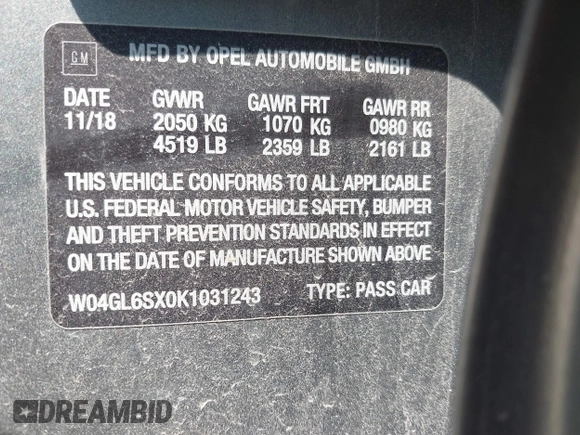 GM MFD BY OPEL AUTOMOBILE GMBH
DATE GVWR GAWR FRT GAWR RR
11/18 2050 KG 1070 KG 0980 KG
4519 LB 2359 LB 2161 LB
THIS VEHICLE CONFORMS TO ALL APPLICABLE
U.S. FEDERAL MOTOR VEHICLE SAFETY, BUMPER
AND THEFT PREVENTION STANDARDS IN EFFECT
ON THE DATE OF MANUFACTURE SHOWN ABOVE
W04GL6SX0K1031243 TYPE: PASS CAR
DREAMBID